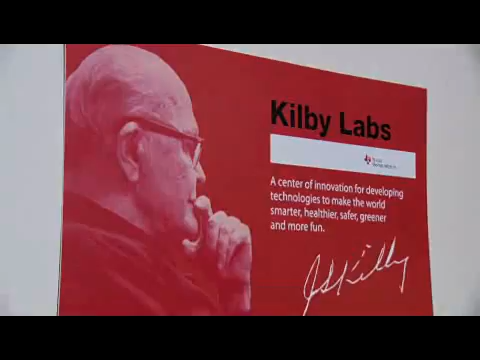 Kilby Labs
A center of innovation for developing
technologies to make the world
smarter, healthier, safer, greener
and more fun.
JSKilby